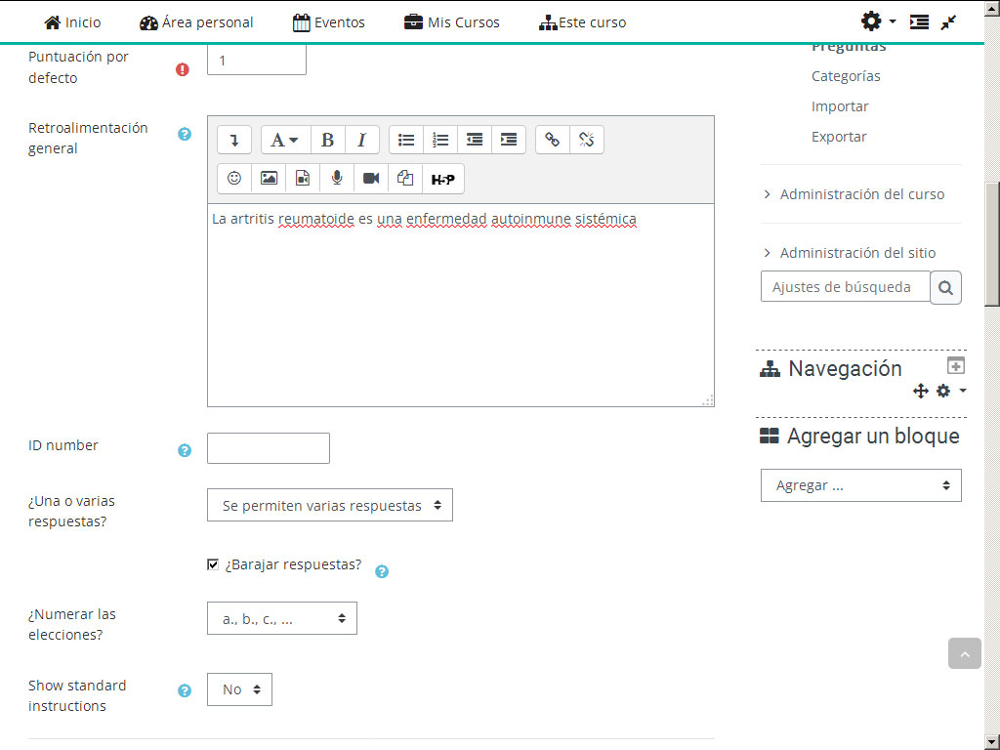 Inicio Área personal Eventos Mis Cursos Este curso
Puntuación por
defecto
1
Retroalimentación
general
A B I
H5P
La artritis reumatoide es una enfermedad autoinmune sistémica
ID number
¿Una o varias
respuestas?
Se permiten varias respuestas
¿Barajar respuestas?
¿Numerar las
elecciones?
a., b., c., ...
Show standard
instructions
No
Preguntas
Categorías
Importar
Exportar
Administración del curso
Administración del sitio
Ajustes de búsqueda
Navegación
Agregar un bloque
Agregar ...